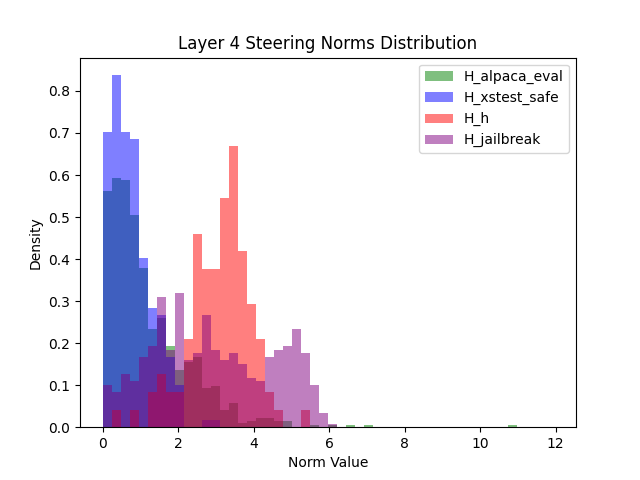 Layer 4 Steering Norms Distribution
H_alpaca_eval
H_xstest_safe
H_h
H_jailbreak
Density
0.8
0.7
0.6
0.5
0.4
0.3
0.2
0.1
0.0
0 2 4 6 8 10 12
Norm Value